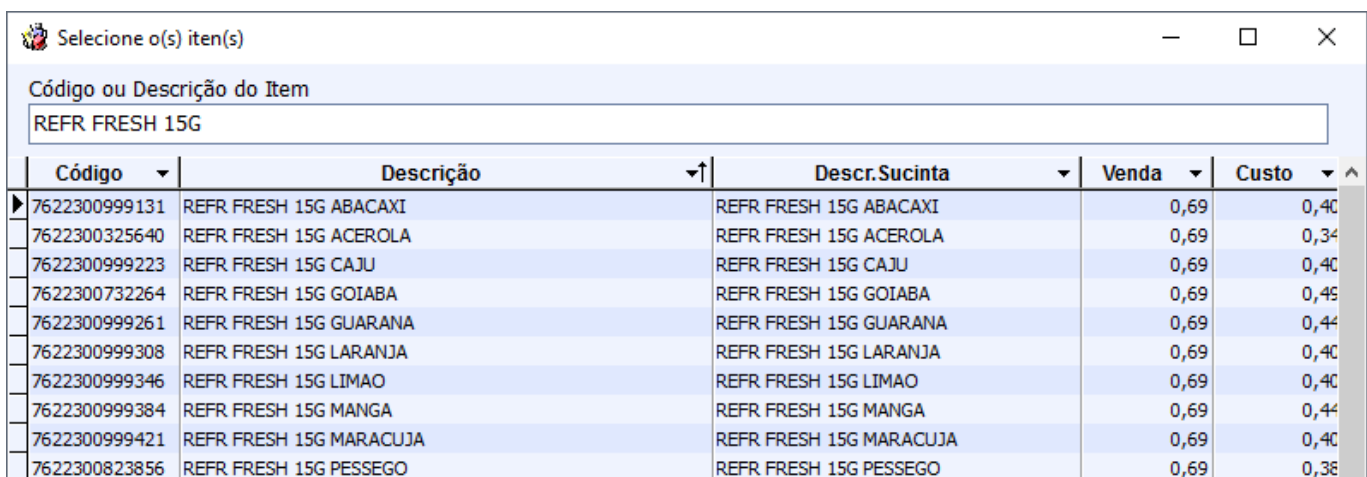 Selecione o(s) iten(s)
Código ou Descrição do Item
REFR FRESH 15G
Código Descrição Descr.Sucinta Venda Custo
7622300999131 REFR FRESH 15G ABACAXI REFR FRESH 15G ABACAXI 0,69 0,40
7622300325640 REFR FRESH 15G ACEROLA REFR FRESH 15G ACEROLA 0,69 0,34
7622300999223 REFR FRESH 15G CAJU REFR FRESH 15G CAJU 0,69 0,40
7622300732264 REFR FRESH 15G GOIABA REFR FRESH 15G GOIABA 0,69 0,49
7622300999261 REFR FRESH 15G GUARANA REFR FRESH 15G GUARANA 0,69 0,44
7622300999308 REFR FRESH 15G LARANJA REFR FRESH 15G LARANJA 0,69 0,40
7622300999346 REFR FRESH 15G LIMAO REFR FRESH 15G LIMAO 0,69 0,40
7622300999384 REFR FRESH 15G MANGA REFR FRESH 15G MANGA 0,69 0,44
7622300999421 REFR FRESH 15G MARACUJA REFR FRESH 15G MARACUJA 0,69 0,40
7622300823856 REFR FRESH 15G PESSEGO REFR FRESH 15G PESSEGO 0,69 0,38